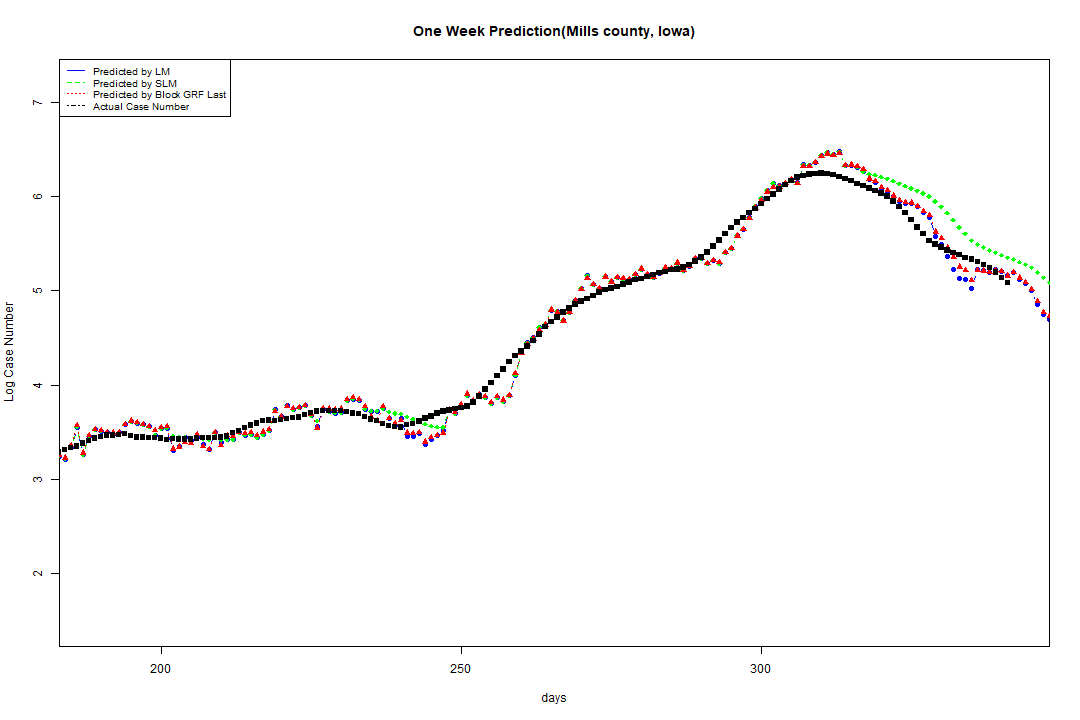 One Week Prediction(Mills county, Iowa)
Predicted by LM
Predicted by SLM
Predicted by Block GRF Last
Actual Case Number
7
6
5
4
3
2
Log Case Number
200
250
300
days